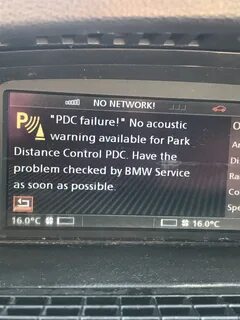 NO NETWORK!
"PDC failure!" No acoustic
warning available for Park
Distance Control PDC. Have the
problem checked by BMW Service
as soon as possible.
16.0°C 16.0°C